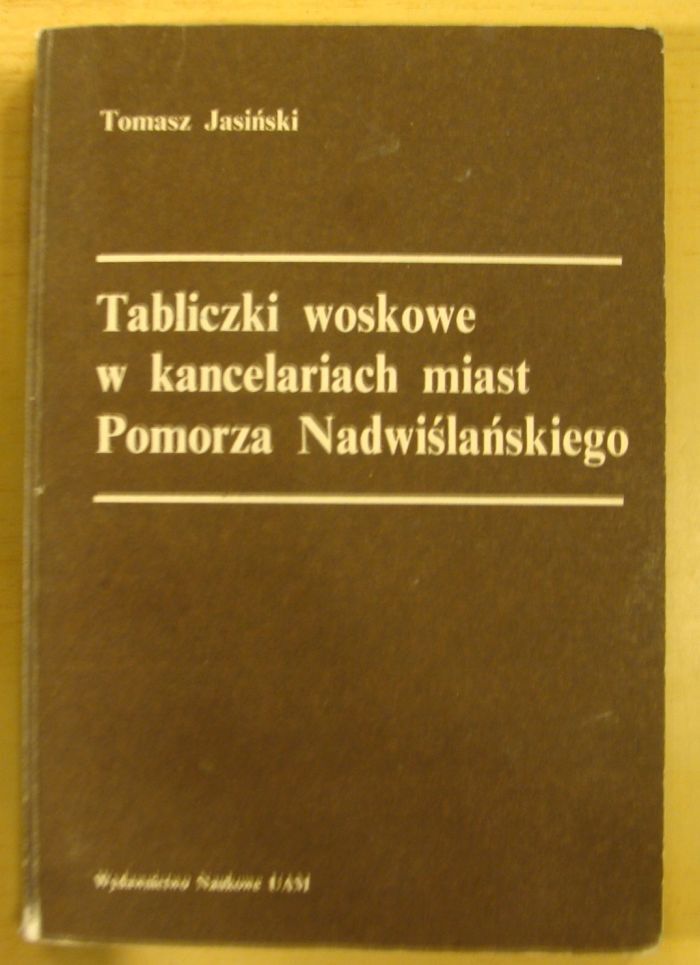 Tomasz Jasiński
Tabliczki woskowe
w kancelariach miast
Pomorza Nadwiślańskiego
Wydawnictwo Naukowe UAM